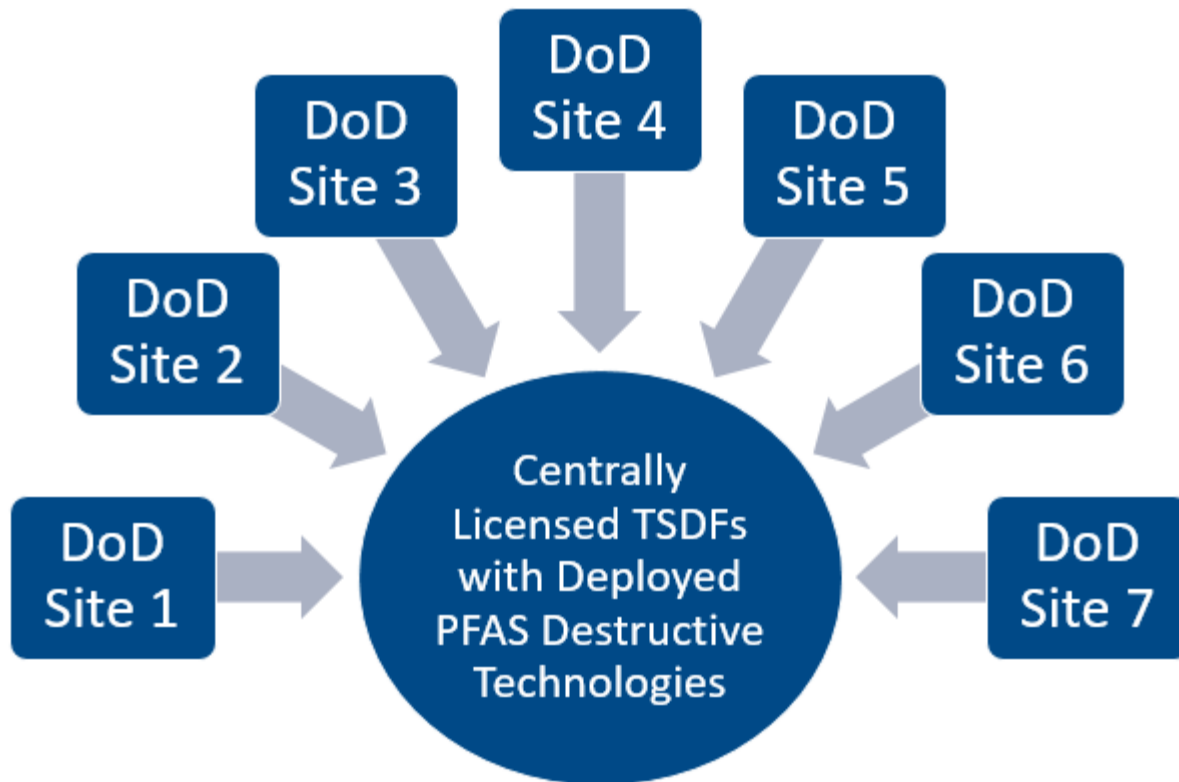 DoD
Site 1
DoD
Site 2
DoD
Site 3
DoD
Site 4
DoD
Site 5
DoD
Site 6
DoD
Site 7
Centrally
Licensed TSDFs
with Deployed
PFAS Destructive
Technologies